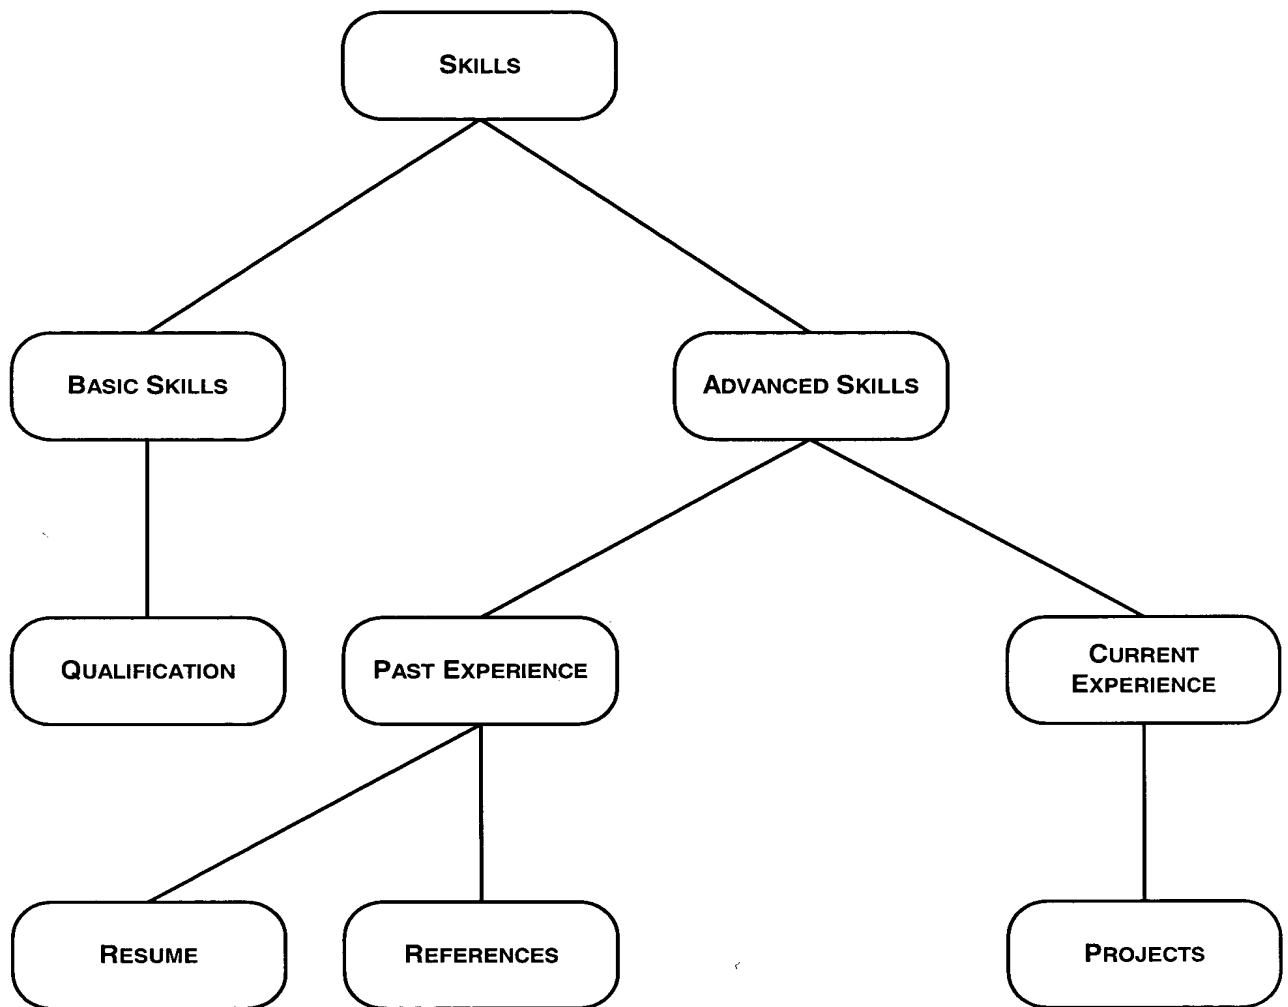 SKILLS
BASIC SKILLS
ADVANCED SKILLS
QUALIFICATION
PAST EXPERIENCE
CURRENT
EXPERIENCE
RESUME
REFERENCES
PROJECTS